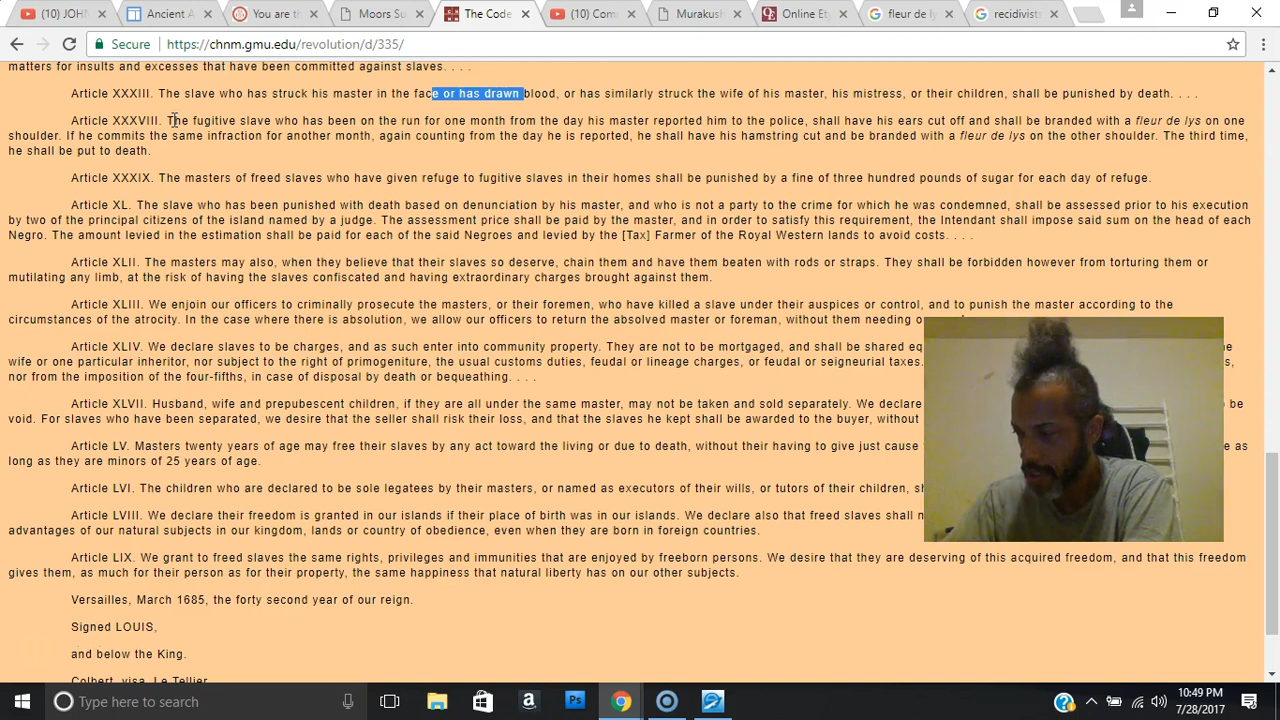 (10) JOHN
Ancient A
You are th
Moors Su
The Code
(10) Com
Murakush
Online Ety
fleur de ly
recidivist
Secure
https://chnm.gmu.edu/revolution/d/335/
matters for insults and excesses that have been committed against slaves. . . .
Article XXXIII. The slave who has struck his master in the face or has drawn blood, or has similarly struck the wife of his master, his mistress, or their children, shall be punished by death. . . .
Article XXXVIII. The fugitive slave who has been on the run for one month from the day his master reported him to the police, shall have his ears cut off and shall be branded with a fleur de lys on one
shoulder. If he commits the same infraction for another month, again counting from the day he is reported, he shall have his hamstring cut and be branded with a fleur de lys on the other shoulder. The third time,
he shall be put to death.
Article XXXIX. The masters of freed slaves who have given refuge to fugitive slaves in their homes shall be punished by a fine of three hundred pounds of sugar for each day of refuge.
Article XL. The slave who has been punished with death based on denunciation by his master, and who is not a party to the crime for which he was condemned, shall be assessed prior to his execution
by two of the principal citizens of the island named by a judge. The assessment price shall be paid by the master, and in order to satisfy this requirement, the Intendant shall impose said sum on the head of each
Negro. The amount levied in the estimation shall be paid for each of the said Negroes and levied by the [Tax] Farmer of the Royal Western lands to avoid costs. . . .
Article XLII. The masters may also, when they believe that their slaves so deserve, chain them and have them beaten with rods or straps. They shall be forbidden however from torturing them or
mutilating any limb, at the risk of having the slaves confiscated and having extraordinary charges brought against them.
Article XLIII. We enjoin our officers to criminally prosecute the masters, or their foremen, who have killed a slave under their auspices or control, and to punish the master according to the
circumstances of the atrocity. In the case where there is absolution, we allow our officers to return the absolved master or foreman, without them needing
Article XLIV. We declare slaves to be charges, and as such enter into community property. They are not to be mortgaged, and shall be shared
wife or one particular inheritor, nor subject to the right of primogeniture, the usual customs duties, feudal or lineage charges, or feudal or seigneurial taxes.
nor from the imposition of the four-fifths, in case of disposal by death or bequeathing. . . .
Article XLVII. Husband, wife and prepubescent children, if they are all under the same master, may not be taken and sold separately. We declare to be
void. For slaves who have been separated, we desire that the seller shall risk their loss, and that the slaves he kept shall be awarded to the buyer, without
Article LV. Masters twenty years of age may free their slaves by any act toward the living or due to death, without their having to give just cause as
long as they are minors of 25 years of age.
Article LVI. The children who are declared to be sole legatees by their masters, or named as executors of their wills, or tutors of their children,
Article LVIII. We declare their freedom is granted in our islands if their place of birth was in our islands. We declare also that freed slaves shall
advantages of our natural subjects in our kingdom, lands or country of obedience, even when they are born in foreign countries.
Article LIX. We grant to freed slaves the same rights, privileges and immunities that are enjoyed by freeborn persons. We desire that they are deserving of this acquired freedom, and that this freedom
gives them, as much for their person as for their property, the same happiness that natural liberty has on our other subjects.
Versailles, March 1685, the forty second year of our reign.
Signed LOUIS,
and below the King.
Colbert, visa, Le Tellier
Type here to search
10:49 PM
7/28/2017